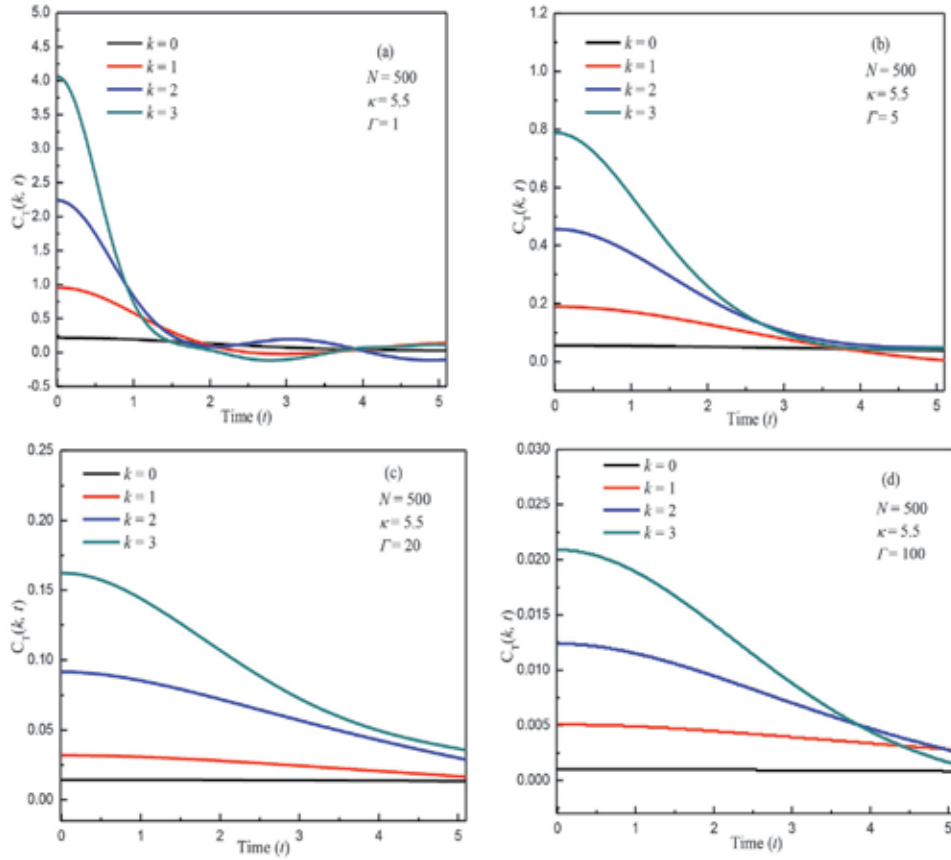 5.0
4.5
4.0
3.5
3.0
2.5
2.0
1.5
1.0
0.5
0.0
-0.5
C_T(k, t)
k = 0
k = 1
k = 2
k = 3
(a)
N = 500
κ = 5.5
Γ = 1
0 1 2 3 4 5
Time (t)
1.2
1.0
0.8
0.6
0.4
0.2
0.0
C_T(k, t)
k = 0
k = 1
k = 2
k = 3
(b)
N = 500
κ = 5.5
Γ = 5
0 1 2 3 4 5
Time (t)
0.25
0.20
0.15
0.10
0.05
0.00
C_T(k, t)
k = 0
k = 1
k = 2
k = 3
(c)
N = 500
κ = 5.5
Γ = 20
0 1 2 3 4 5
Time (t)
0.030
0.025
0.020
0.015
0.010
0.005
0.000
C_T(k, t)
k = 0
k = 1
k = 2
k = 3
(d)
N = 500
κ = 5.5
Γ = 100
0 1 2 3 4 5
Time (t)